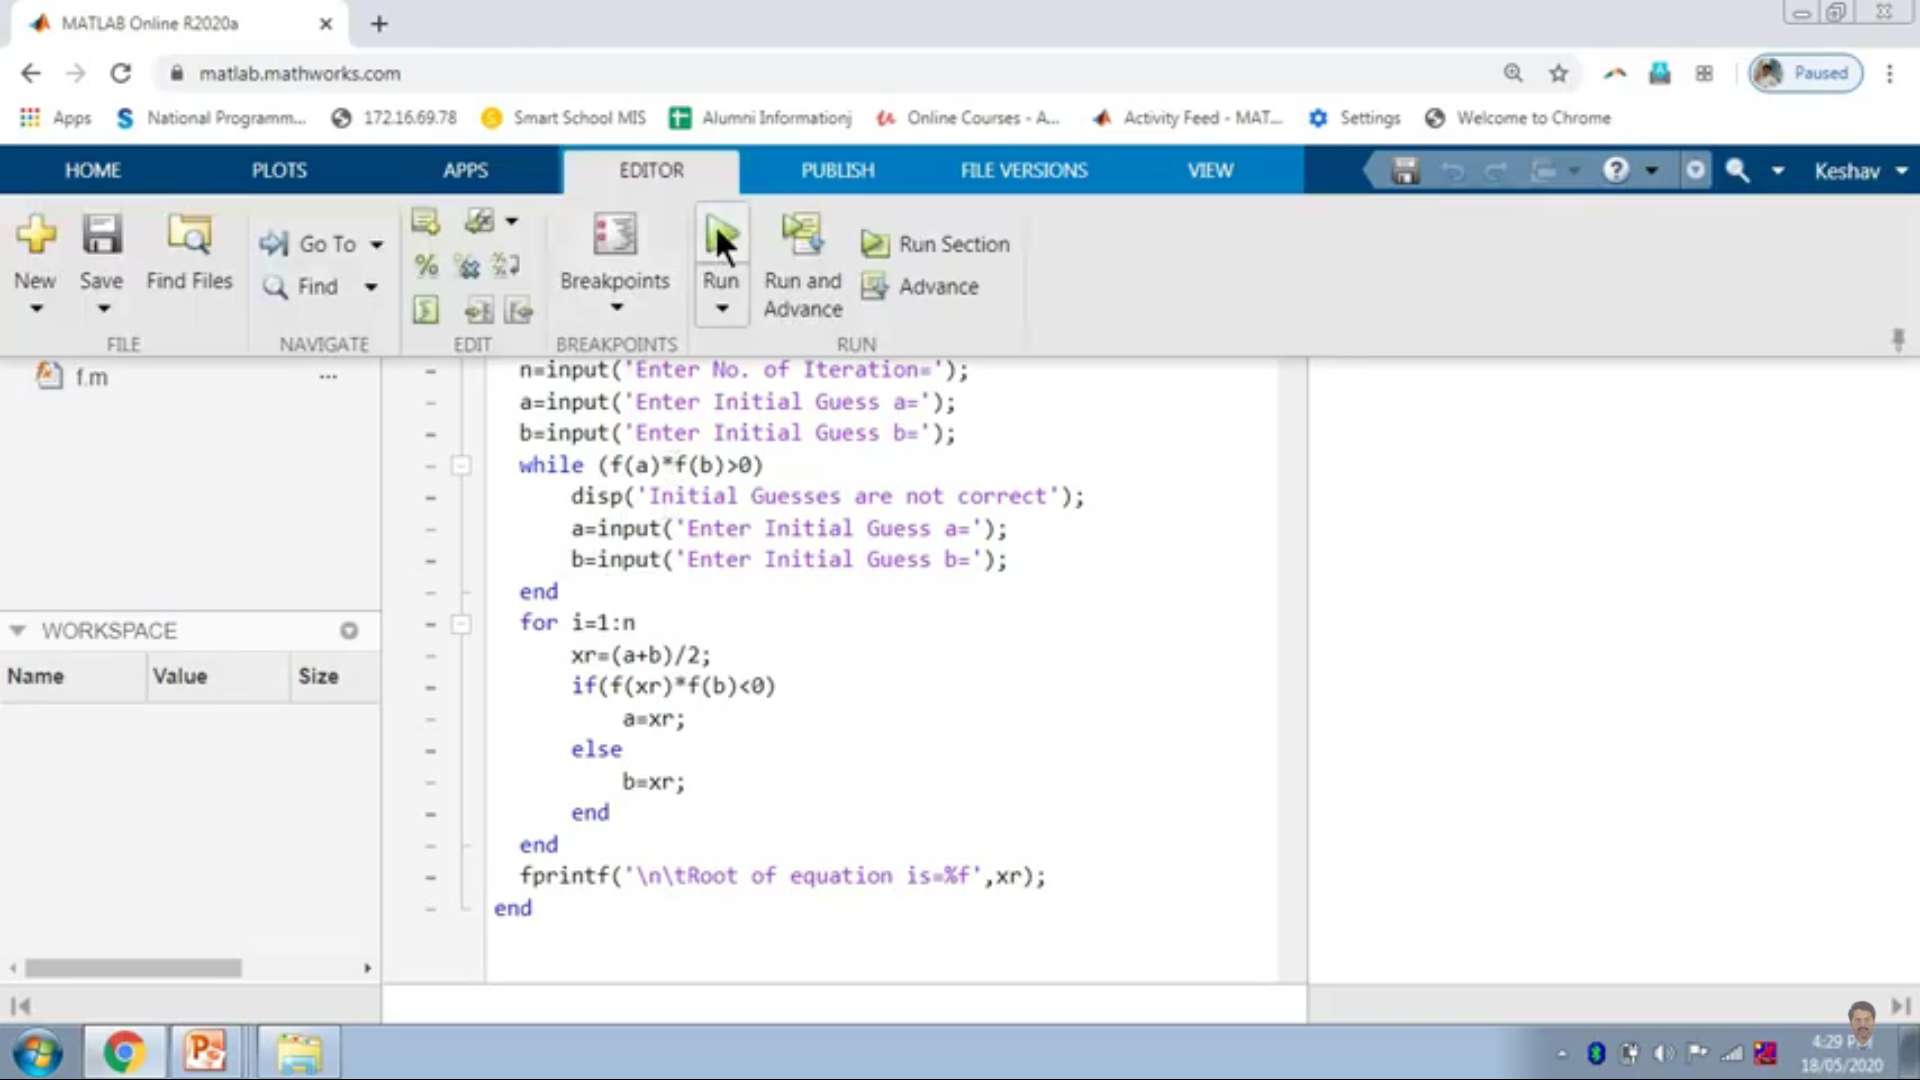 MATLAB Online R2020a
matlab.mathworks.com
Paused
Apps National Programm... 172.16.69.78 Smart School MIS Alumni Informationj Online Courses - A... Activity Feed - MAT... Settings Welcome to Chrome
HOME PLOTS APPS EDITOR PUBLISH FILE VERSIONS VIEW Keshav
New Save Find Files Go To Find Breakpoints Run Run and Advance Run Section Advance
FILE NAVIGATE EDIT BREAKPOINTS RUN
f.m
n=input('Enter No. of Iteration=');
a=input('Enter Initial Guess a=');
b=input('Enter Initial Guess b=');
while (f(a)*f(b)>0)
disp('Initial Guesses are not correct');
a=input('Enter Initial Guess a=');
b=input('Enter Initial Guess b=');
end
for i=1:n
xr=(a+b)/2;
if(f(xr)*f(b)<0)
a=xr;
else
b=xr;
end
end
fprintf('\n\tRoot of equation is=%f',xr);
end
WORKSPACE
Name Value Size
4:29
18/05/2020